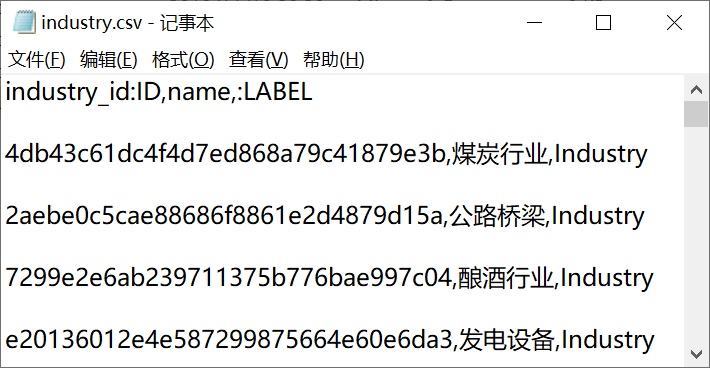 industry.csv - 记事本
文件(F) 编辑(E) 格式(O) 查看(V) 帮助(H)
industry_id:ID,name,:LABEL
4db43c61dc4f4d7ed868a79c41879e3b,煤炭行业,Industry
2aebe0c5cae88686f8861e2d4879d15a,公路桥梁,Industry
7299e2e6ab239711375b776bae997c04,酿酒行业,Industry
e20136012e4e587299875664e60e6da3,发电设备,Industry